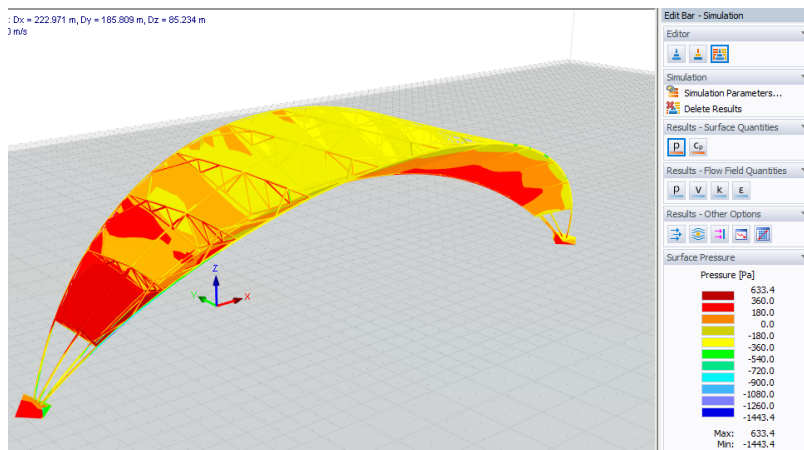 : Dx = 222.971 m, Dy = 185.809 m, Dz = 85.234 m
0 m/s
Z
Y
X
Edit Bar - Simulation
Editor
Simulation
Simulation Parameters...
Delete Results
Results - Surface Quantities
p Cp
Results - Flow Field Quantities
p v k ε
Results - Other Options
Surface Pressure
Pressure [Pa]
633.4
360.0
180.0
0.0
-180.0
-360.0
-540.0
-720.0
-900.0
-1080.0
-1260.0
-1443.4
Max: 633.4
Min: -1443.4